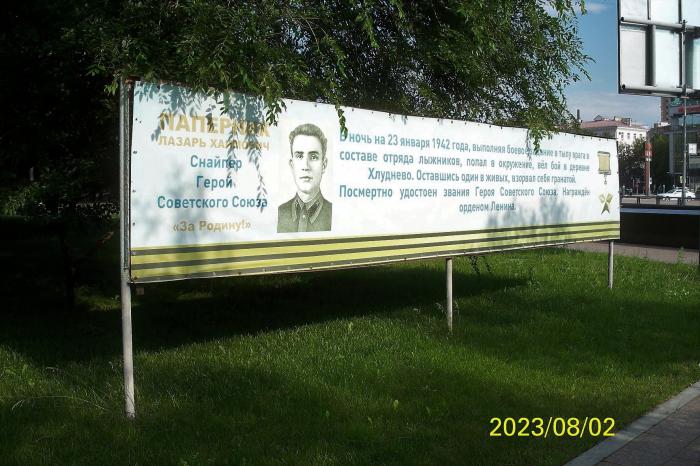 ПАПЕРНИК
ЛАЗАРЬ ХАИМОВИЧ
Снайпер
Герой
Советского Союза
«За Родину!»
В ночь на 23 января 1942 года, выполняя боевое задание в тылу врага в
составе отряда лыжников, попал в окружение, вёл бой в деревне
Хлуднево. Оставшись один в живых, взорвал себя гранатой.
Посмертно удостоен звания Героя Советского Союза. Награждён
орденом Ленина.
2023/08/02